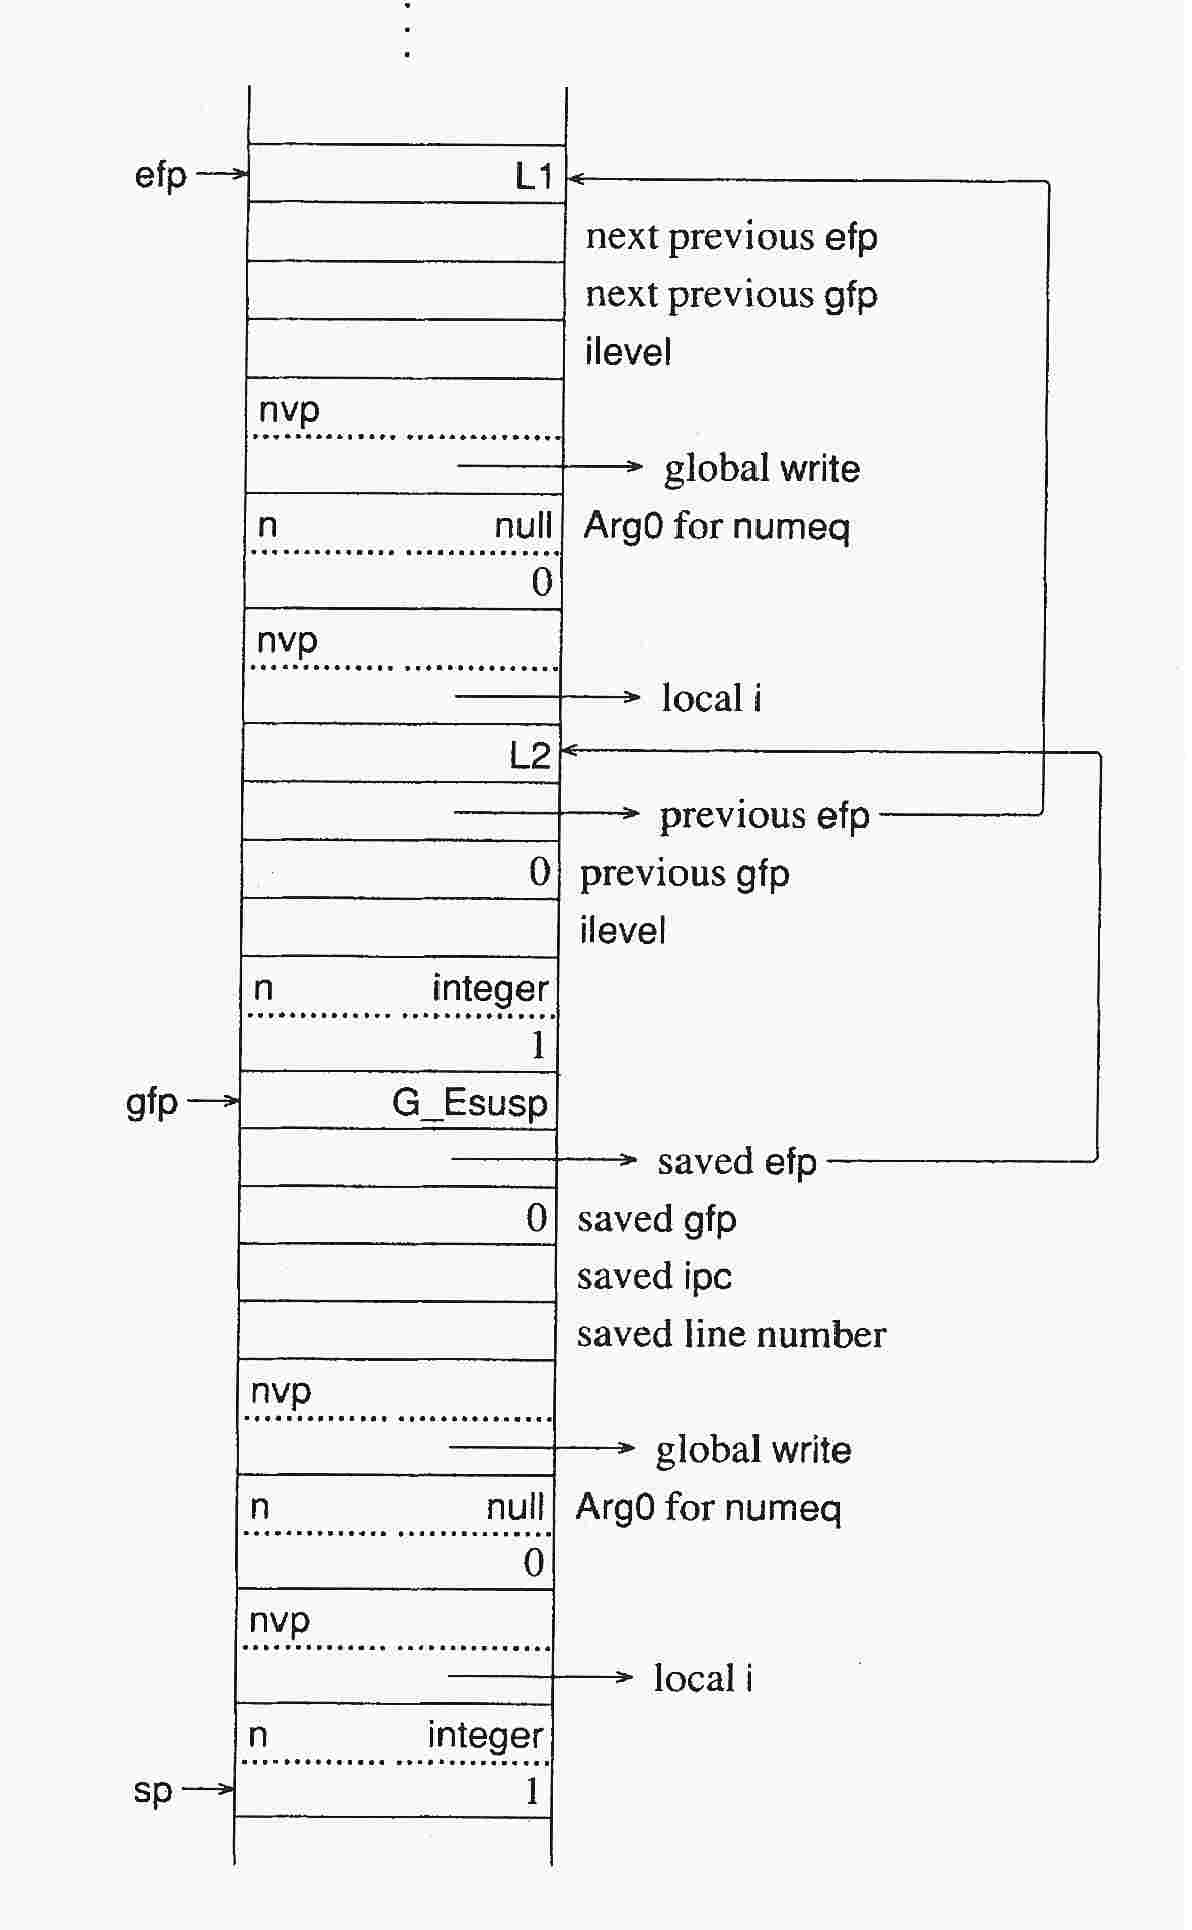 efp L1
next previous efp
next previous gfp
ilevel
nvp
global write
n null Arg0 for numeq
0
nvp
local i
L2
previous efp
0 previous gfp
ilevel
n integer
1
gfp G_Esusp
saved efp
0 saved gfp
saved ipc
saved line number
nvp
global write
n null Arg0 for numeq
0
nvp
local i
n integer
sp 1